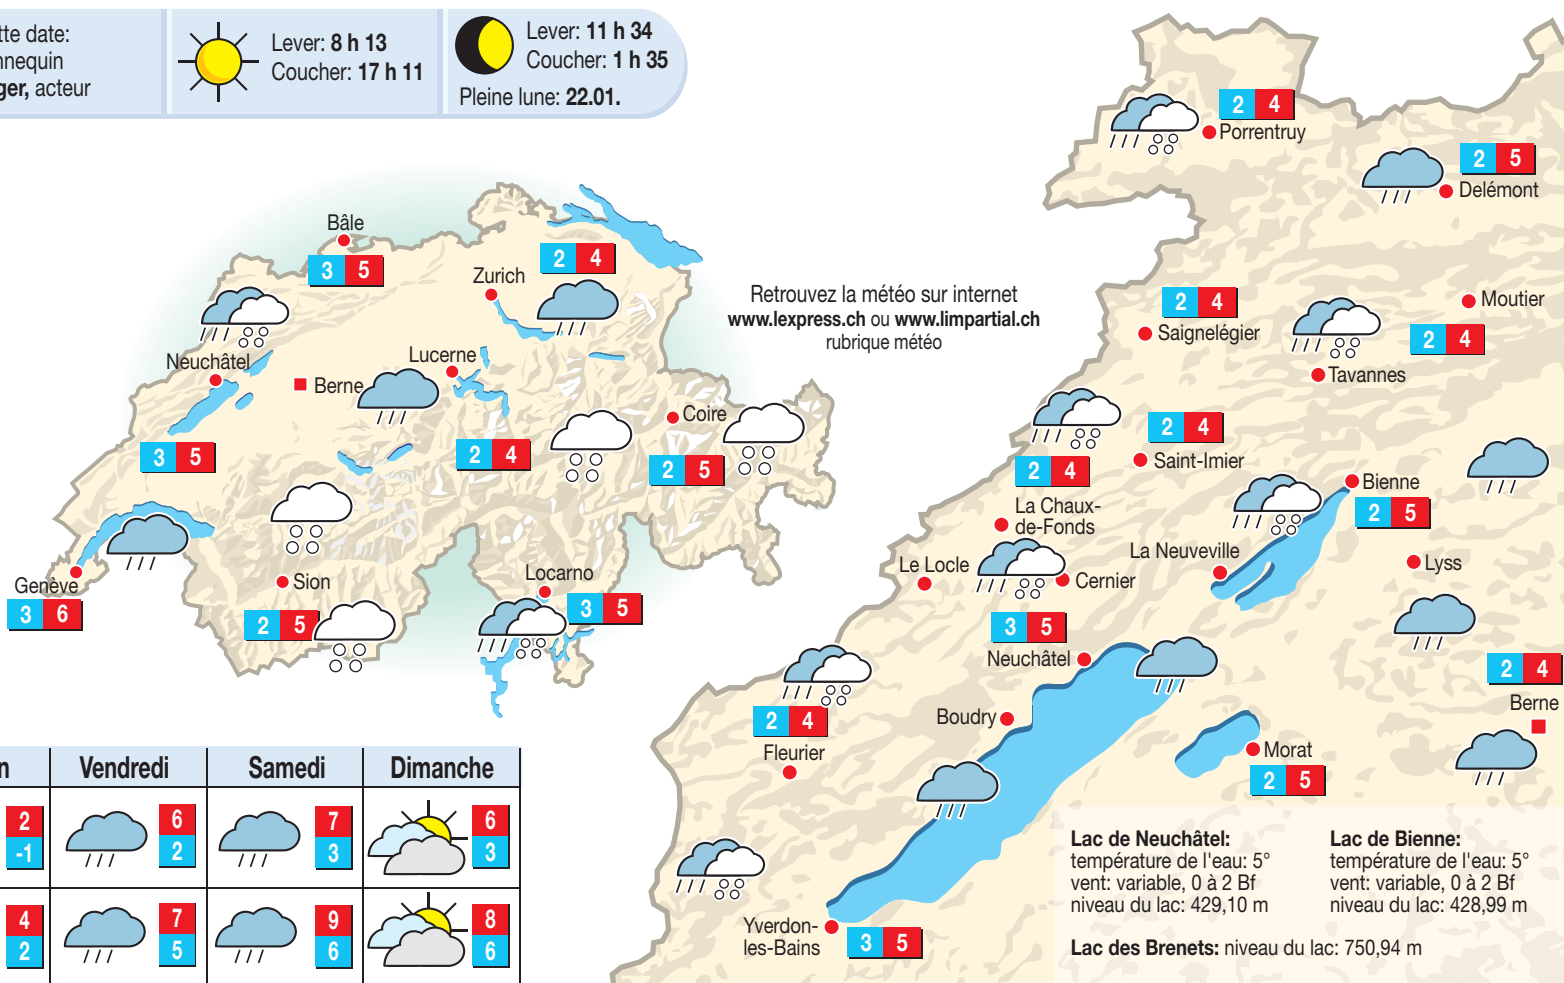 tte date:
nnequin
ger, acteur
Lever: 8 h 13
Coucher: 17 h 11
Lever: 11 h 34
Coucher: 1 h 35
Pleine lune: 22.01.
Bâle
3 5
Zurich
2 4
Neuchâtel
3 5
Berne
Lucerne
2 4
Coire
2 5
Genève
3 6
Sion
2 5
Locarno
3 5
Retrouvez la météo sur internet
www.lexpress.ch ou www.limpartial.ch
rubrique météo
2 4
Porrentruy
2 5
Delémont
2 4
Saignelégier
Moutier
2 4
Tavannes
2 4
Saint-Imier
2 4
La Chaux-
de-Fonds
Bienne
2 5
La Neuveville
Lyss
Le Locle
Cernier
3 5
Neuchâtel
2 4
Berne
2 4
Fleurier
Boudry
Morat
2 5
Yverdon-
les-Bains
3 5
n
Vendredi
Samedi
Dimanche
2
-1
6
2
7
3
6
3
4
2
7
5
9
6
8
6
Lac de Neuchâtel:
température de l'eau: 5°
vent: variable, 0 à 2 Bf
niveau du lac: 429,10 m
Lac de Bienne:
température de l'eau: 5°
vent: variable, 0 à 2 Bf
niveau du lac: 428,99 m
Lac des Brenets: niveau du lac: 750,94 m